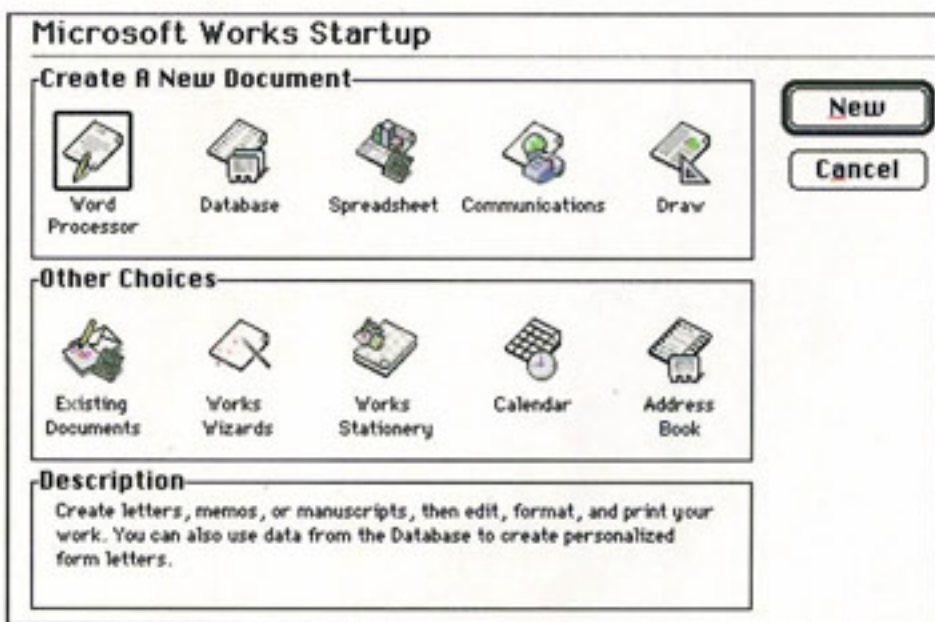 Microsoft Works Startup
Create A New Document
New
Cancel
Word
Processor
Database
Spreadsheet
Communications
Draw
Other Choices
Existing
Documents
Works
Wizards
Works
Stationery
Calendar
Address
Book
Description
Create letters, memos, or manuscripts, then edit, format, and print your
work. You can also use data from the Database to create personalized
form letters.